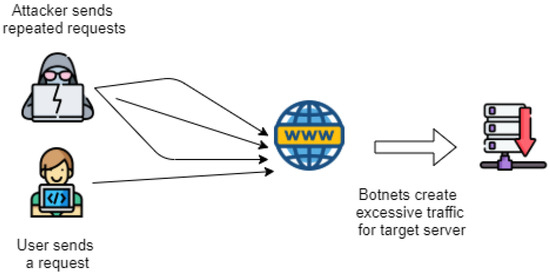 Attacker sends
repeated requests
WWW
</>
User sends
a request
Botnets create
excessive traffic
for target server